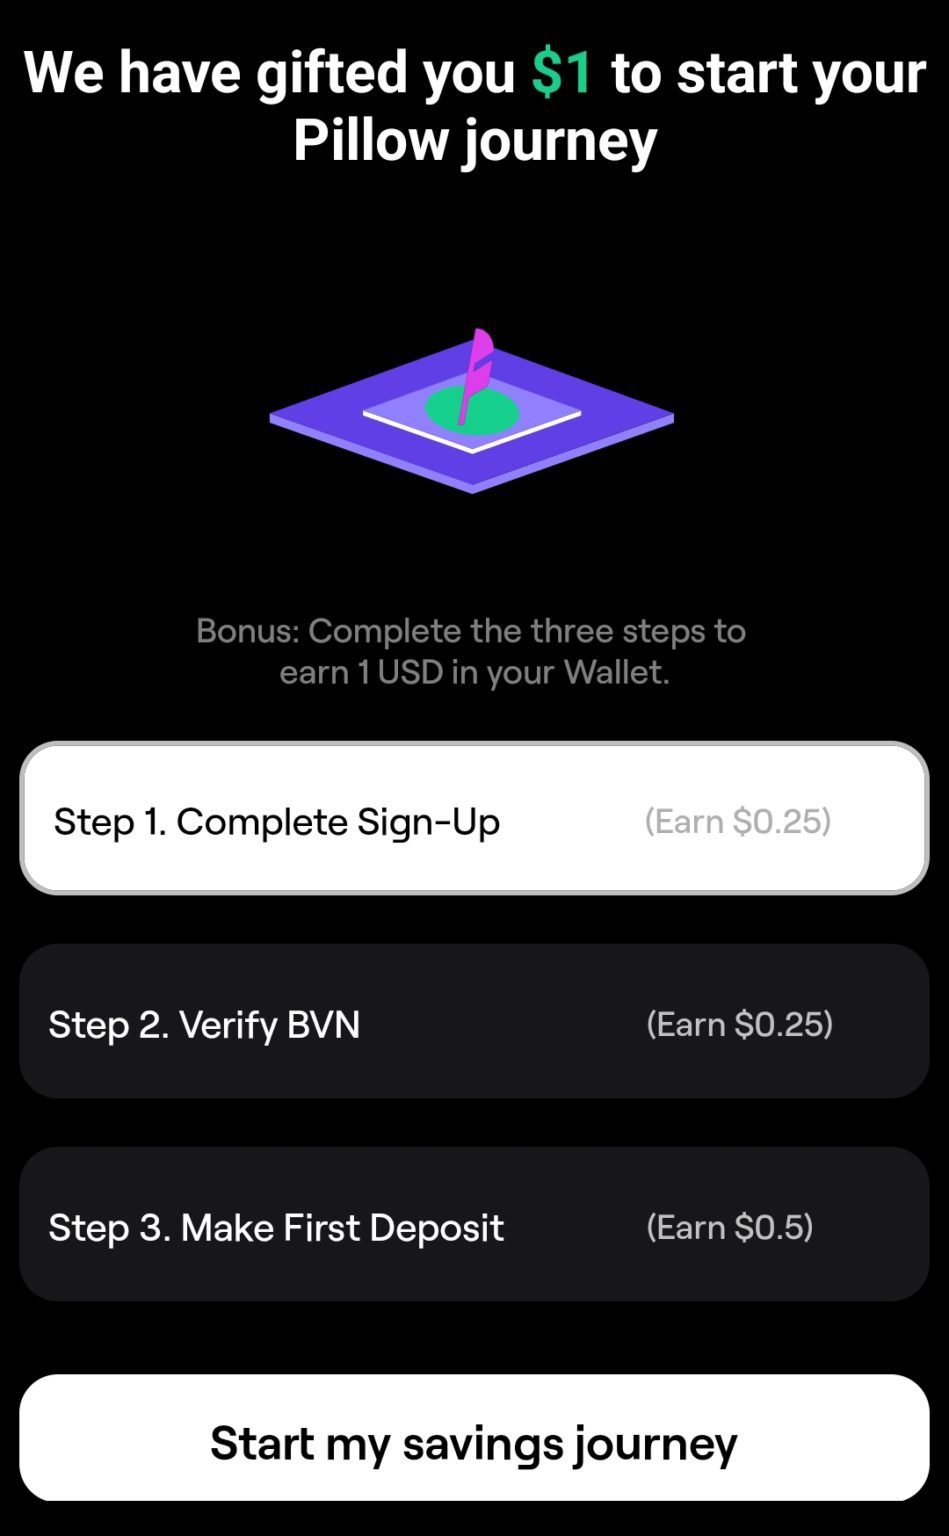 We have gifted you $1 to start your
Pillow journey
Bonus: Complete the three steps to
earn 1 USD in your Wallet.
Step 1. Complete Sign-Up (Earn $0.25)
Step 2. Verify BVN (Earn $0.25)
Step 3. Make First Deposit (Earn $0.5)
Start my savings journey